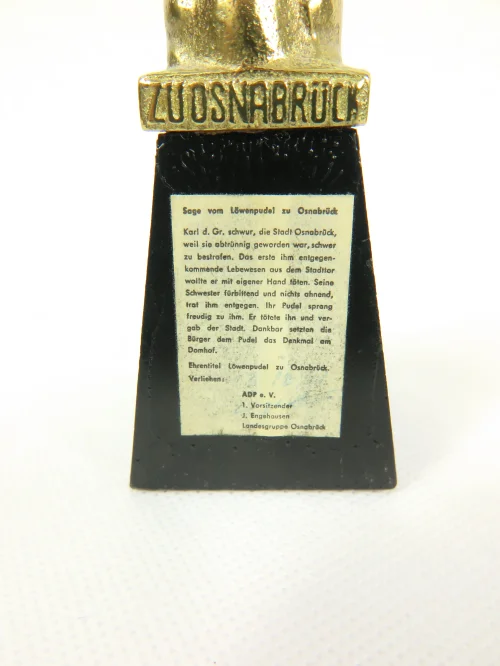 ZU OSNABRÜCK
Sage vom Löwenpudel zu Osnabrück
Karl d. Gr. schwur, die Stadt Osnabrück,
weil sie abtrünnig geworden war, schwer
zu bestrafen. Das erste ihm entgegen-
kommende Lebewesen aus dem Stadttor
wollte er mit eigener Hand töten. Seine
Schwester fürbittend und nichts ahnend,
trat ihm entgegen. Ihr Pudel sprang
freudig zu ihm. Er tötete ihn und ver-
gab der Stadt. Dankbar setzten die
Bürger dem Pudel das Denkmal am
Domhof.
Ehrentitel Löwenpudel zu Osnabrück.
Verliehen:
ADP e. V.
1. Vorsitzender
J. Engehausen
Landesgruppe Osnabrück